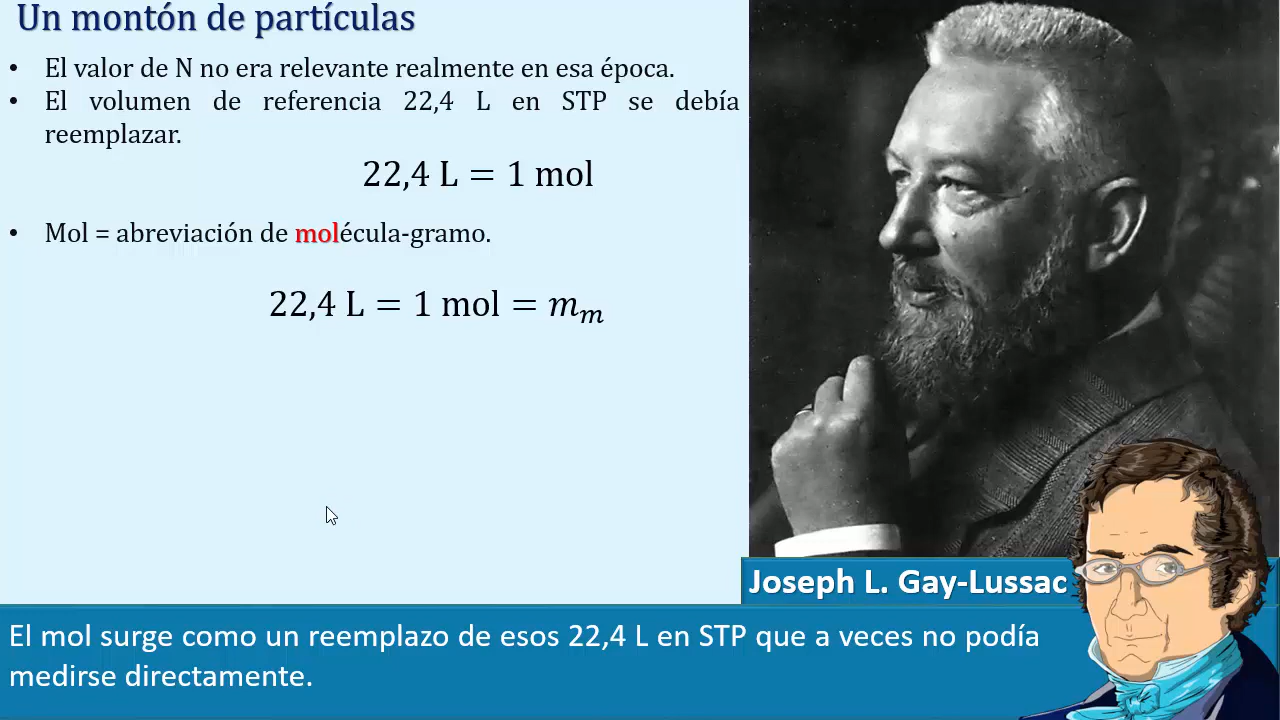 Un montón de partículas
• El valor de N no era relevante realmente en esa época.
• El volumen de referencia 22,4 L en STP se debía
reemplazar.
22,4 L = 1 mol
• Mol = abreviación de molécula-gramo.
22,4 L = 1 mol = mₘ
Joseph L. Gay-Lussac
El mol surge como un reemplazo de esos 22,4 L en STP que a veces no podía
medirse directamente.